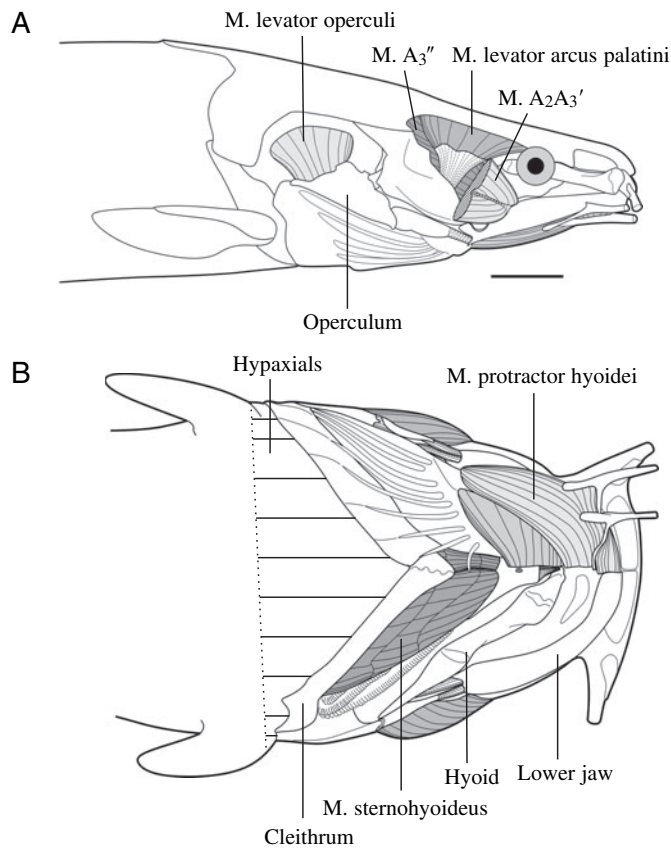 A
M. levator operculi
M. A₃″ M. levator arcus palatini
M. A₂A₃′
Operculum
B
Hypaxials
M. protractor hyoidei
Hyoid Lower jaw
M. sternohyoideus
Cleithrum